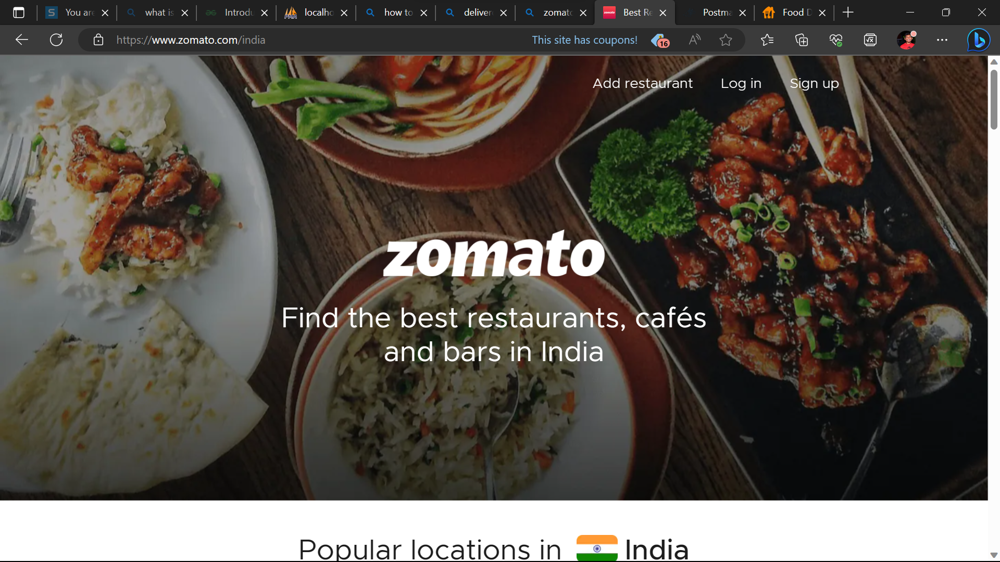 You are
what is
Introdu
localho
how to
deliver
zomato
Best Re
Postma
Food D
https://www.zomato.com/india
This site has coupons!
16
Add restaurant
Log in
Sign up
zomato
Find the best restaurants, cafés
and bars in India
Popular locations in India